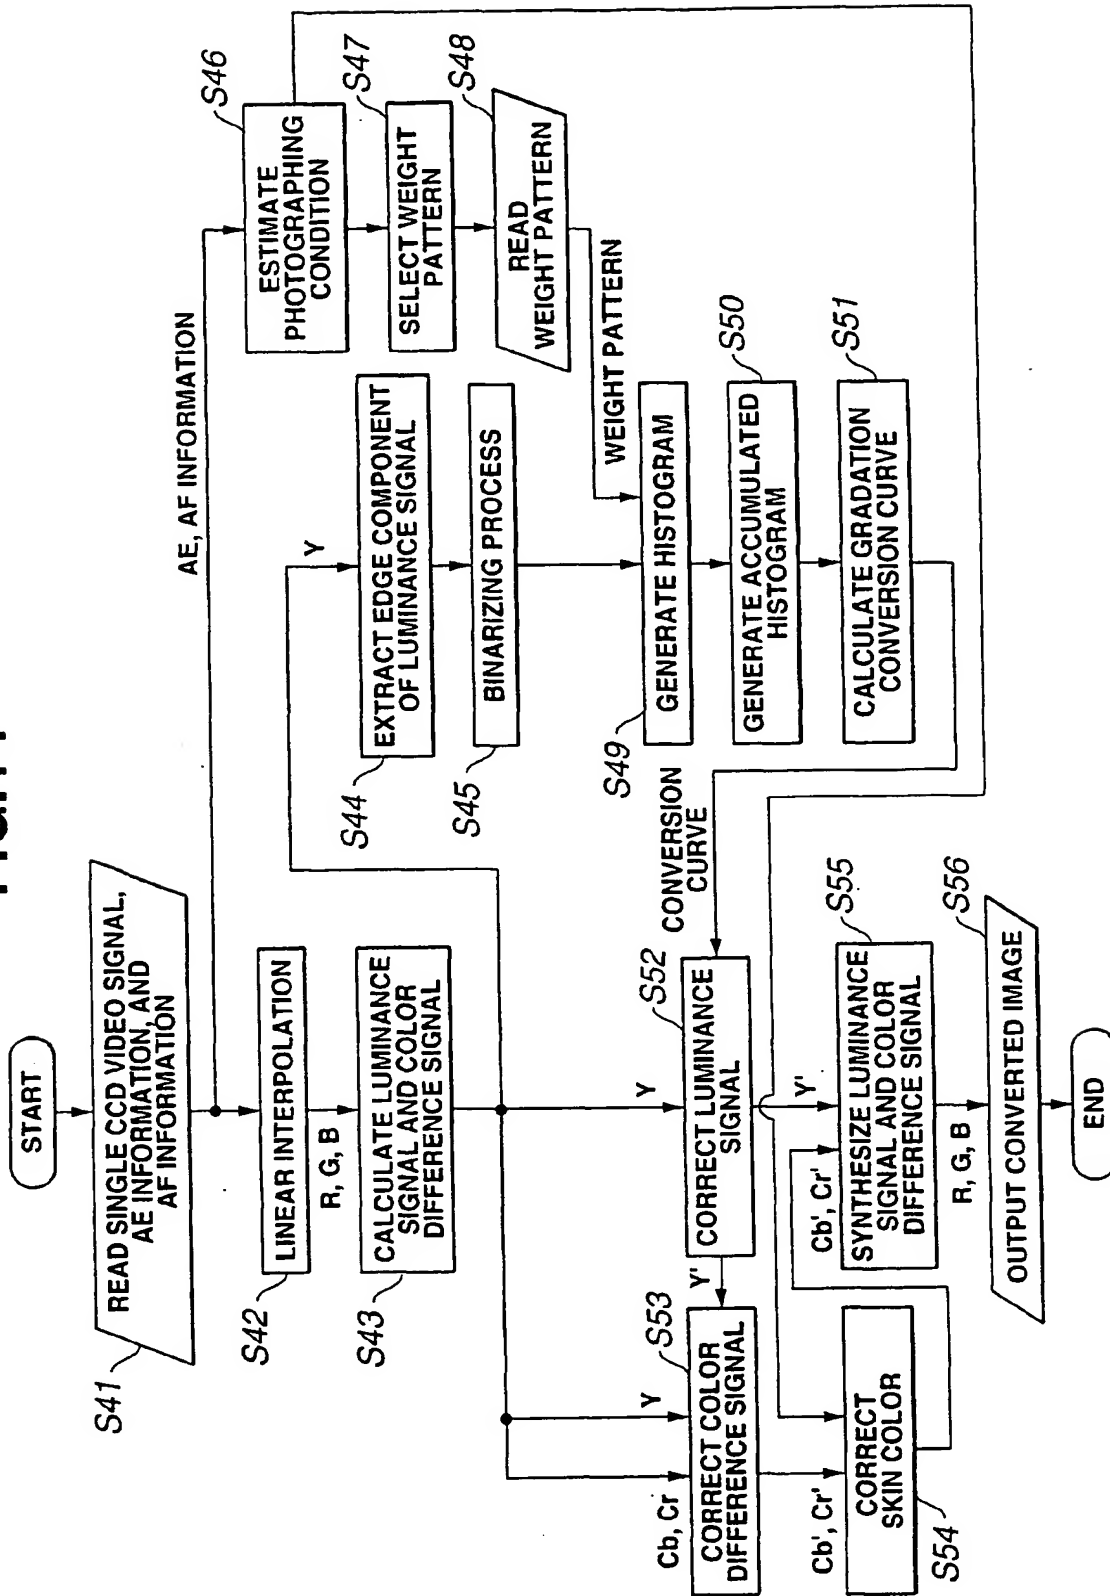 START
READ SINGLE CCD VIDEO SIGNAL,
AE INFORMATION, AND
AF INFORMATION
S41
AE, AF INFORMATION
LINEAR INTERPOLATION
S42
R, G, B
CALCULATE LUMINANCE
SIGNAL AND COLOR
DIFFERENCE SIGNAL
S43
Y
EXTRACT EDGE COMPONENT
OF LUMINANCE SIGNAL
S44
BINARIZING PROCESS
S45
ESTIMATE
PHOTOGRAPHING
CONDITION
S46
SELECT WEIGHT
PATTERN
S47
READ
WEIGHT PATTERN
S48
WEIGHT PATTERN
GENERATE HISTOGRAM
S49
GENERATE ACCUMULATED
HISTOGRAM
S50
CALCULATE GRADATION
CONVERSION CURVE
S51
CONVERSION
CURVE
Y
CORRECT LUMINANCE
SIGNAL
S52
Y'
Cb, Cr
Y
CORRECT COLOR
DIFFERENCE SIGNAL
S53
Cb', Cr'
CORRECT
SKIN COLOR
S54
Cb', Cr'
Y'
SYNTHESIZE LUMINANCE
SIGNAL AND COLOR
DIFFERENCE SIGNAL
S55
R, G, B
OUTPUT CONVERTED IMAGE
S56
END